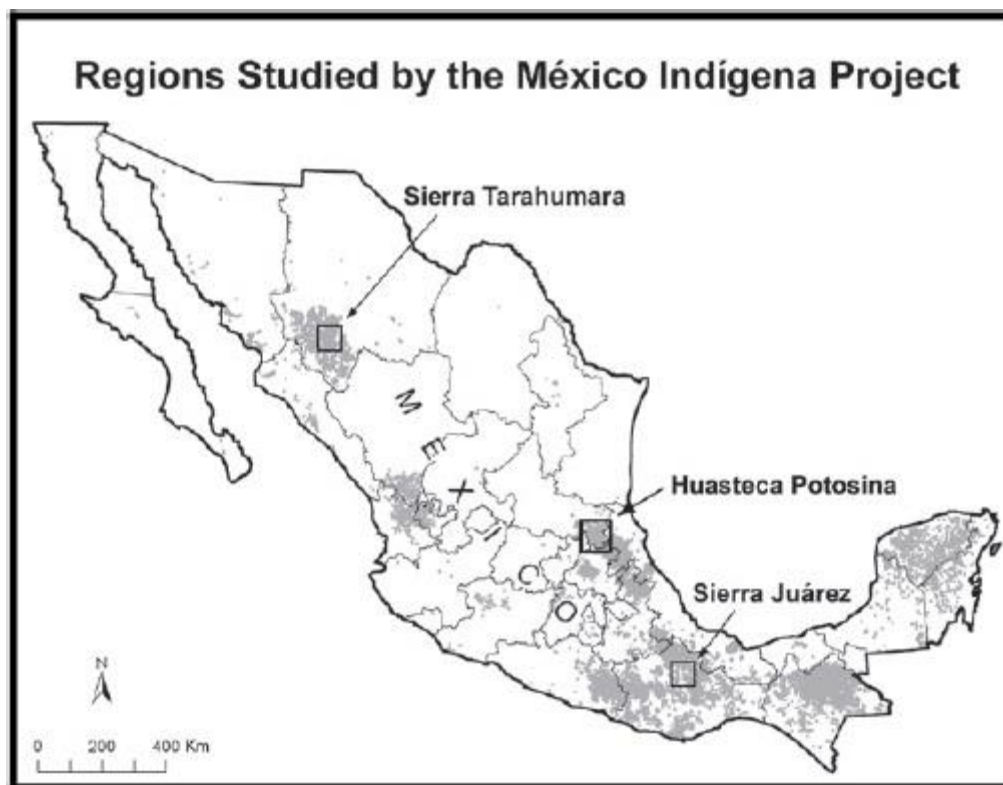 Regions Studied by the México Indígena Project
Sierra Tarahumara
M E X I C O
Huasteca Potosina
Sierra Juárez
N
0 200 400 Km